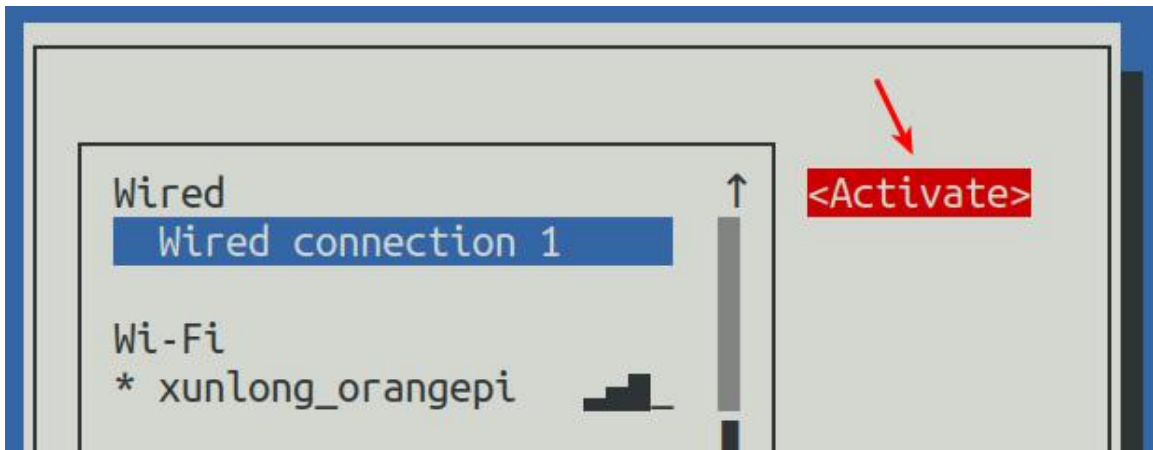 Wired ↑ <Activate>
Wired connection 1
Wi-Fi
* xunlong_orangepi ▂▄▆_